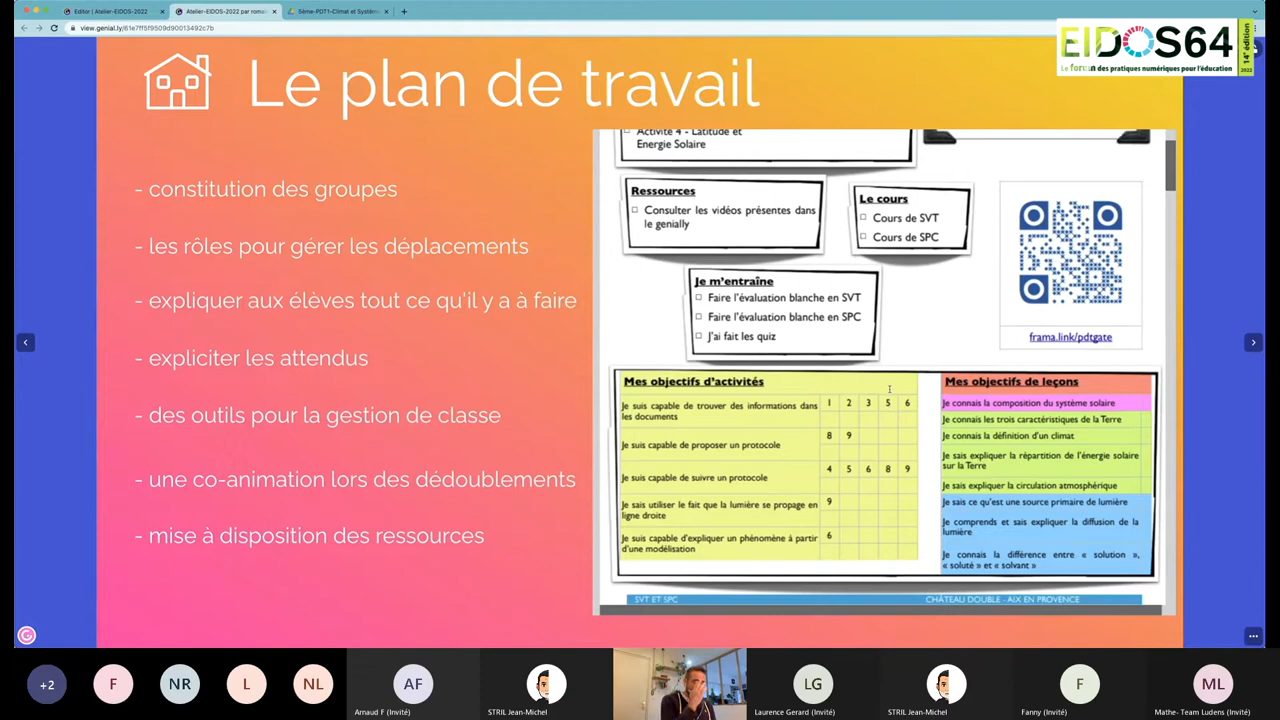 Editor | Atelier-EIDOS-2022
Atelier-EIDOS-2022 par romai
5ème-PDT1-Climat et Système
view.genial.ly/61e7ff5f9509d90013492c7b
EIDOS64
Le forum des pratiques numériques pour l'éducation
14e édition
2022
Le plan de travail
- constitution des groupes
- les rôles pour gérer les déplacements
- expliquer aux élèves tout ce qu'il y a à faire
- expliciter les attendus
- des outils pour la gestion de classe
- une co-animation lors des dédoublements
- mise à disposition des ressources
Activité 4 - Latitude et
Energie Solaire
Ressources
Consulter les vidéos présentes dans
le genially
Le cours
Cours de SVT
Cours de SPC
Je m'entraîne
Faire l'évaluation blanche en SVT
Faire l'évaluation blanche en SPC
J'ai fait les quiz
frama.link/pdtgate
Mes objectifs d'activités
Je suis capable de trouver des informations dans
les documents
1 2 3 5 6
Je suis capable de proposer un protocole
8 9
Je suis capable de suivre un protocole
4 5 6 8 9
Je sais utiliser le fait que la lumière se propage en
ligne droite
9
Je suis capable d'expliquer un phénomène à partir
d'une modélisation
6
Mes objectifs de leçons
Je connais la composition du système solaire
Je connais les trois caractéristiques de la Terre
Je connais la définition d'un climat
Je sais expliquer la répartition de l'énergie solaire
sur la Terre
Je sais expliquer la circulation atmosphérique
Je sais ce qu'est une source primaire de lumière
Je comprends et sais expliquer la diffusion de la
lumière
Je connais la différence entre « solution »,
« soluté » et « solvant »
SVT ET SPC
CHÂTEAU DOUBLE - AIX EN PROVENCE
+2
F
NR
L
NL
AF
Arnaud F (Invité)
STRIL Jean-Michel
LG
Laurence Gerard (Invité)
STRIL Jean-Michel
F
Fanny (Invité)
ML
Mathe- Team Ludens (Invité)